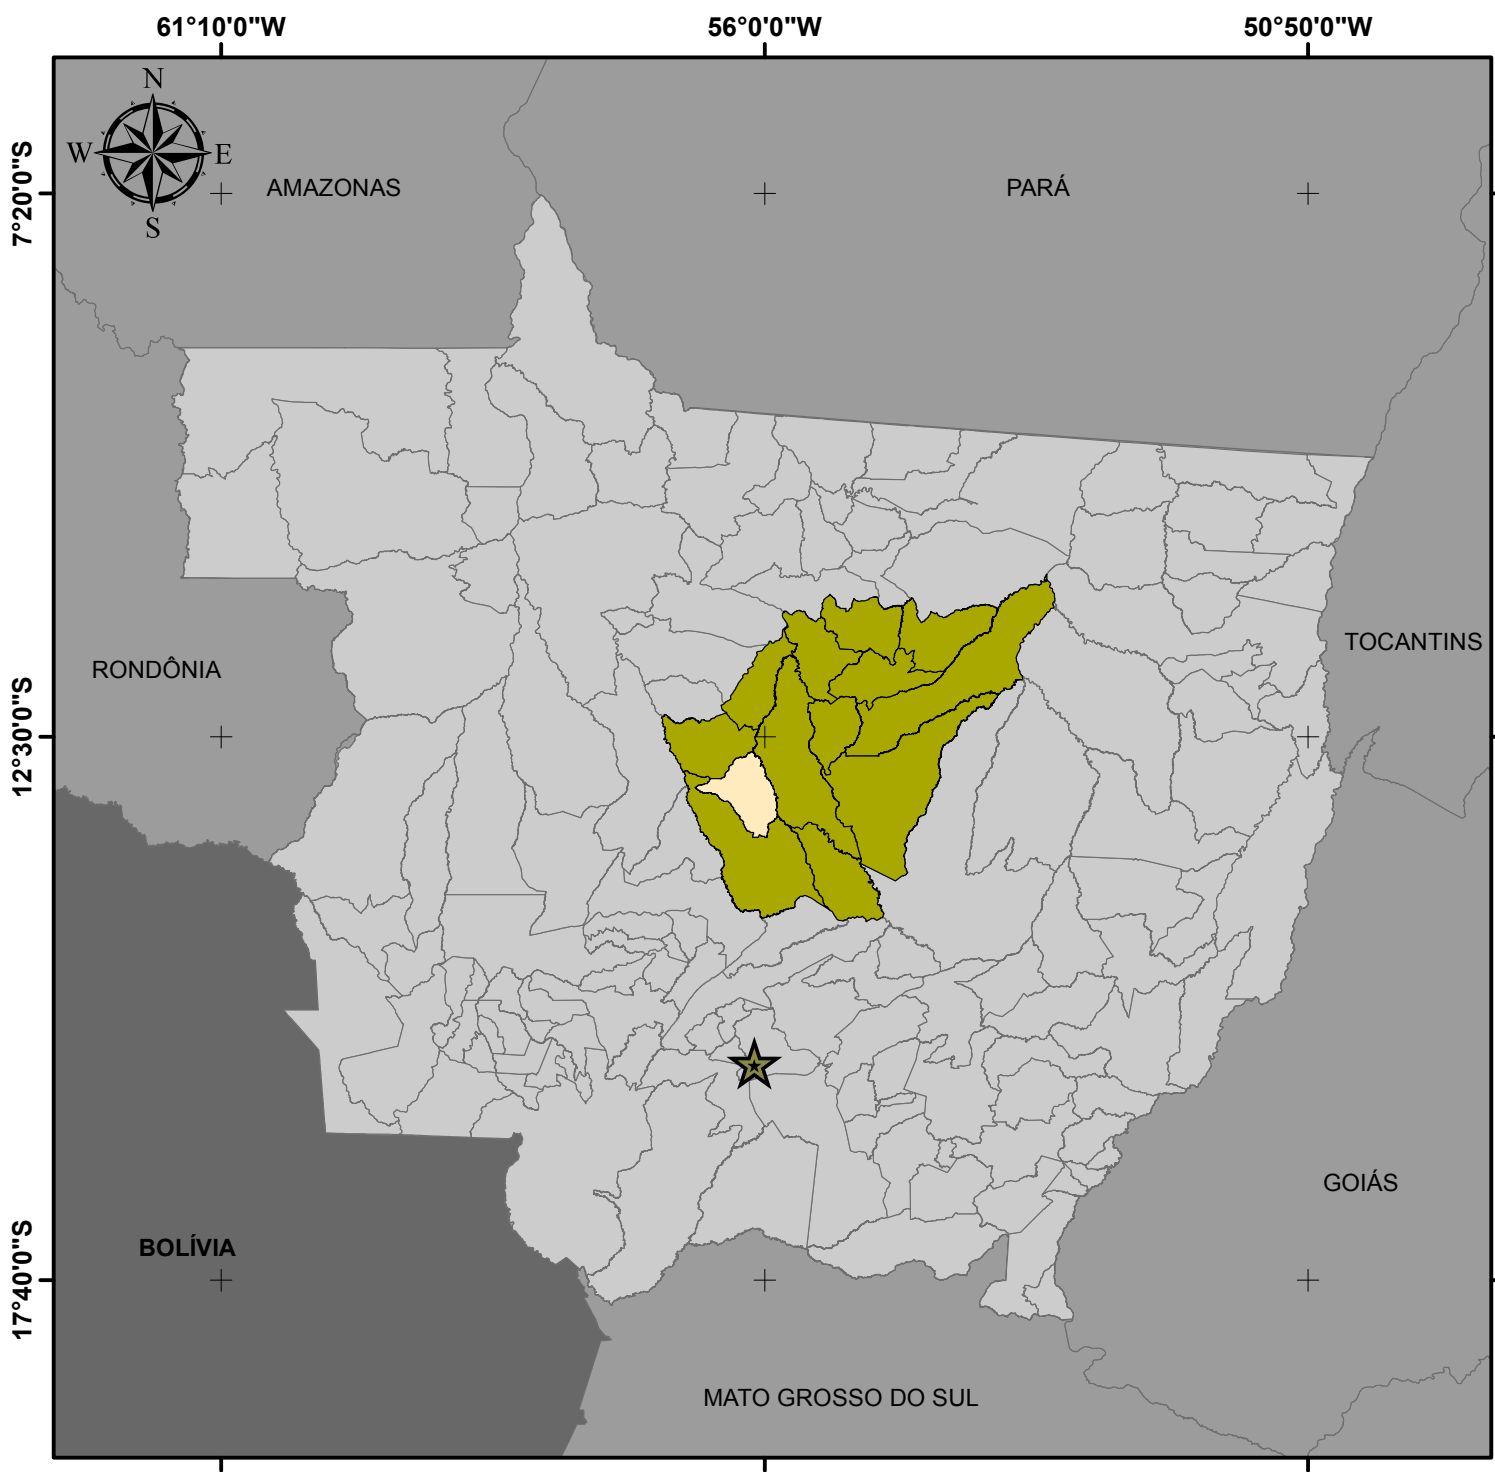 61°10'0"W
56°0'0"W
50°50'0"W
N
W
E
S
7°20'0"S
AMAZONAS
PARÁ
TOCANTINS
RONDÔNIA
12°30'0"S
GOIÁS
BOLÍVIA
17°40'0"S
MATO GROSSO DO SUL